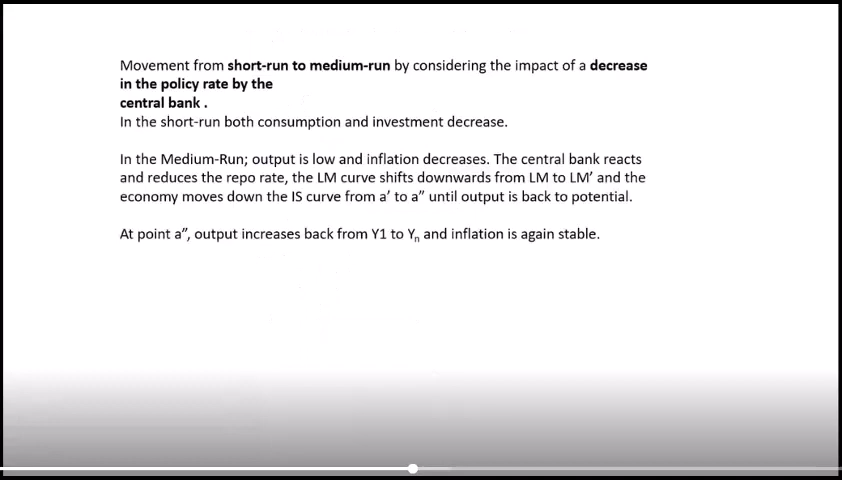 Movement from short-run to medium-run by considering the impact of a decrease
in the policy rate by the
central bank .
In the short-run both consumption and investment decrease.
In the Medium-Run; output is low and inflation decreases. The central bank reacts
and reduces the repo rate, the LM curve shifts downwards from LM to LM′ and the
economy moves down the IS curve from a′ to a″ until output is back to potential.
At point a″, output increases back from Y1 to Yₙ and inflation is again stable.